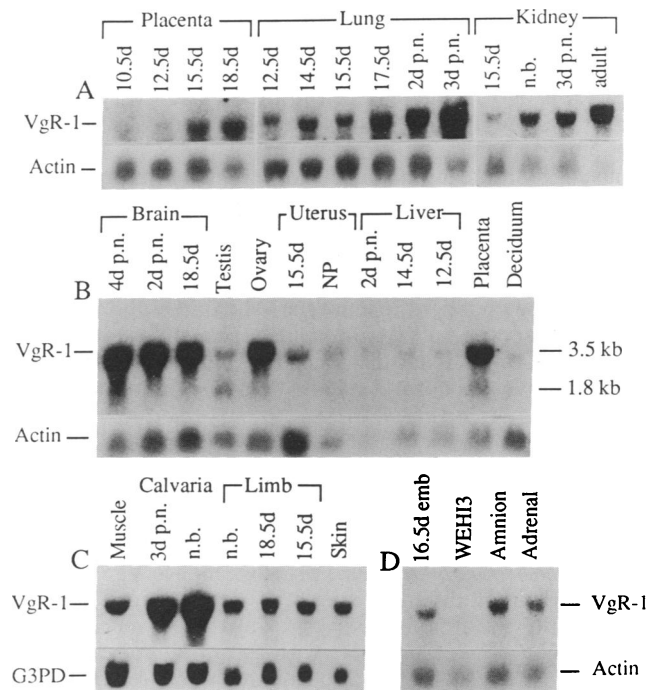 Placenta Lung Kidney
10.5d 12.5d 15.5d 18.5d 12.5d 14.5d 15.5d 17.5d 2d p.n. 3d p.n. 15.5d n.b. 3d p.n. adult
A
VgR-1
Actin
Brain Uterus Liver
4d p.n. 2d p.n. 18.5d Testis Ovary 15.5d NP 2d p.n. 14.5d 12.5d Placenta Deciduum
B
VgR-1 3.5 kb
1.8 kb
Actin
Calvaria Limb
Muscle 3d p.n. n.b. n.b. 18.5d 15.5d Skin 16.5d emb WEHI3 Amnion Adrenal
C D
VgR-1 VgR-1
G3PD Actin